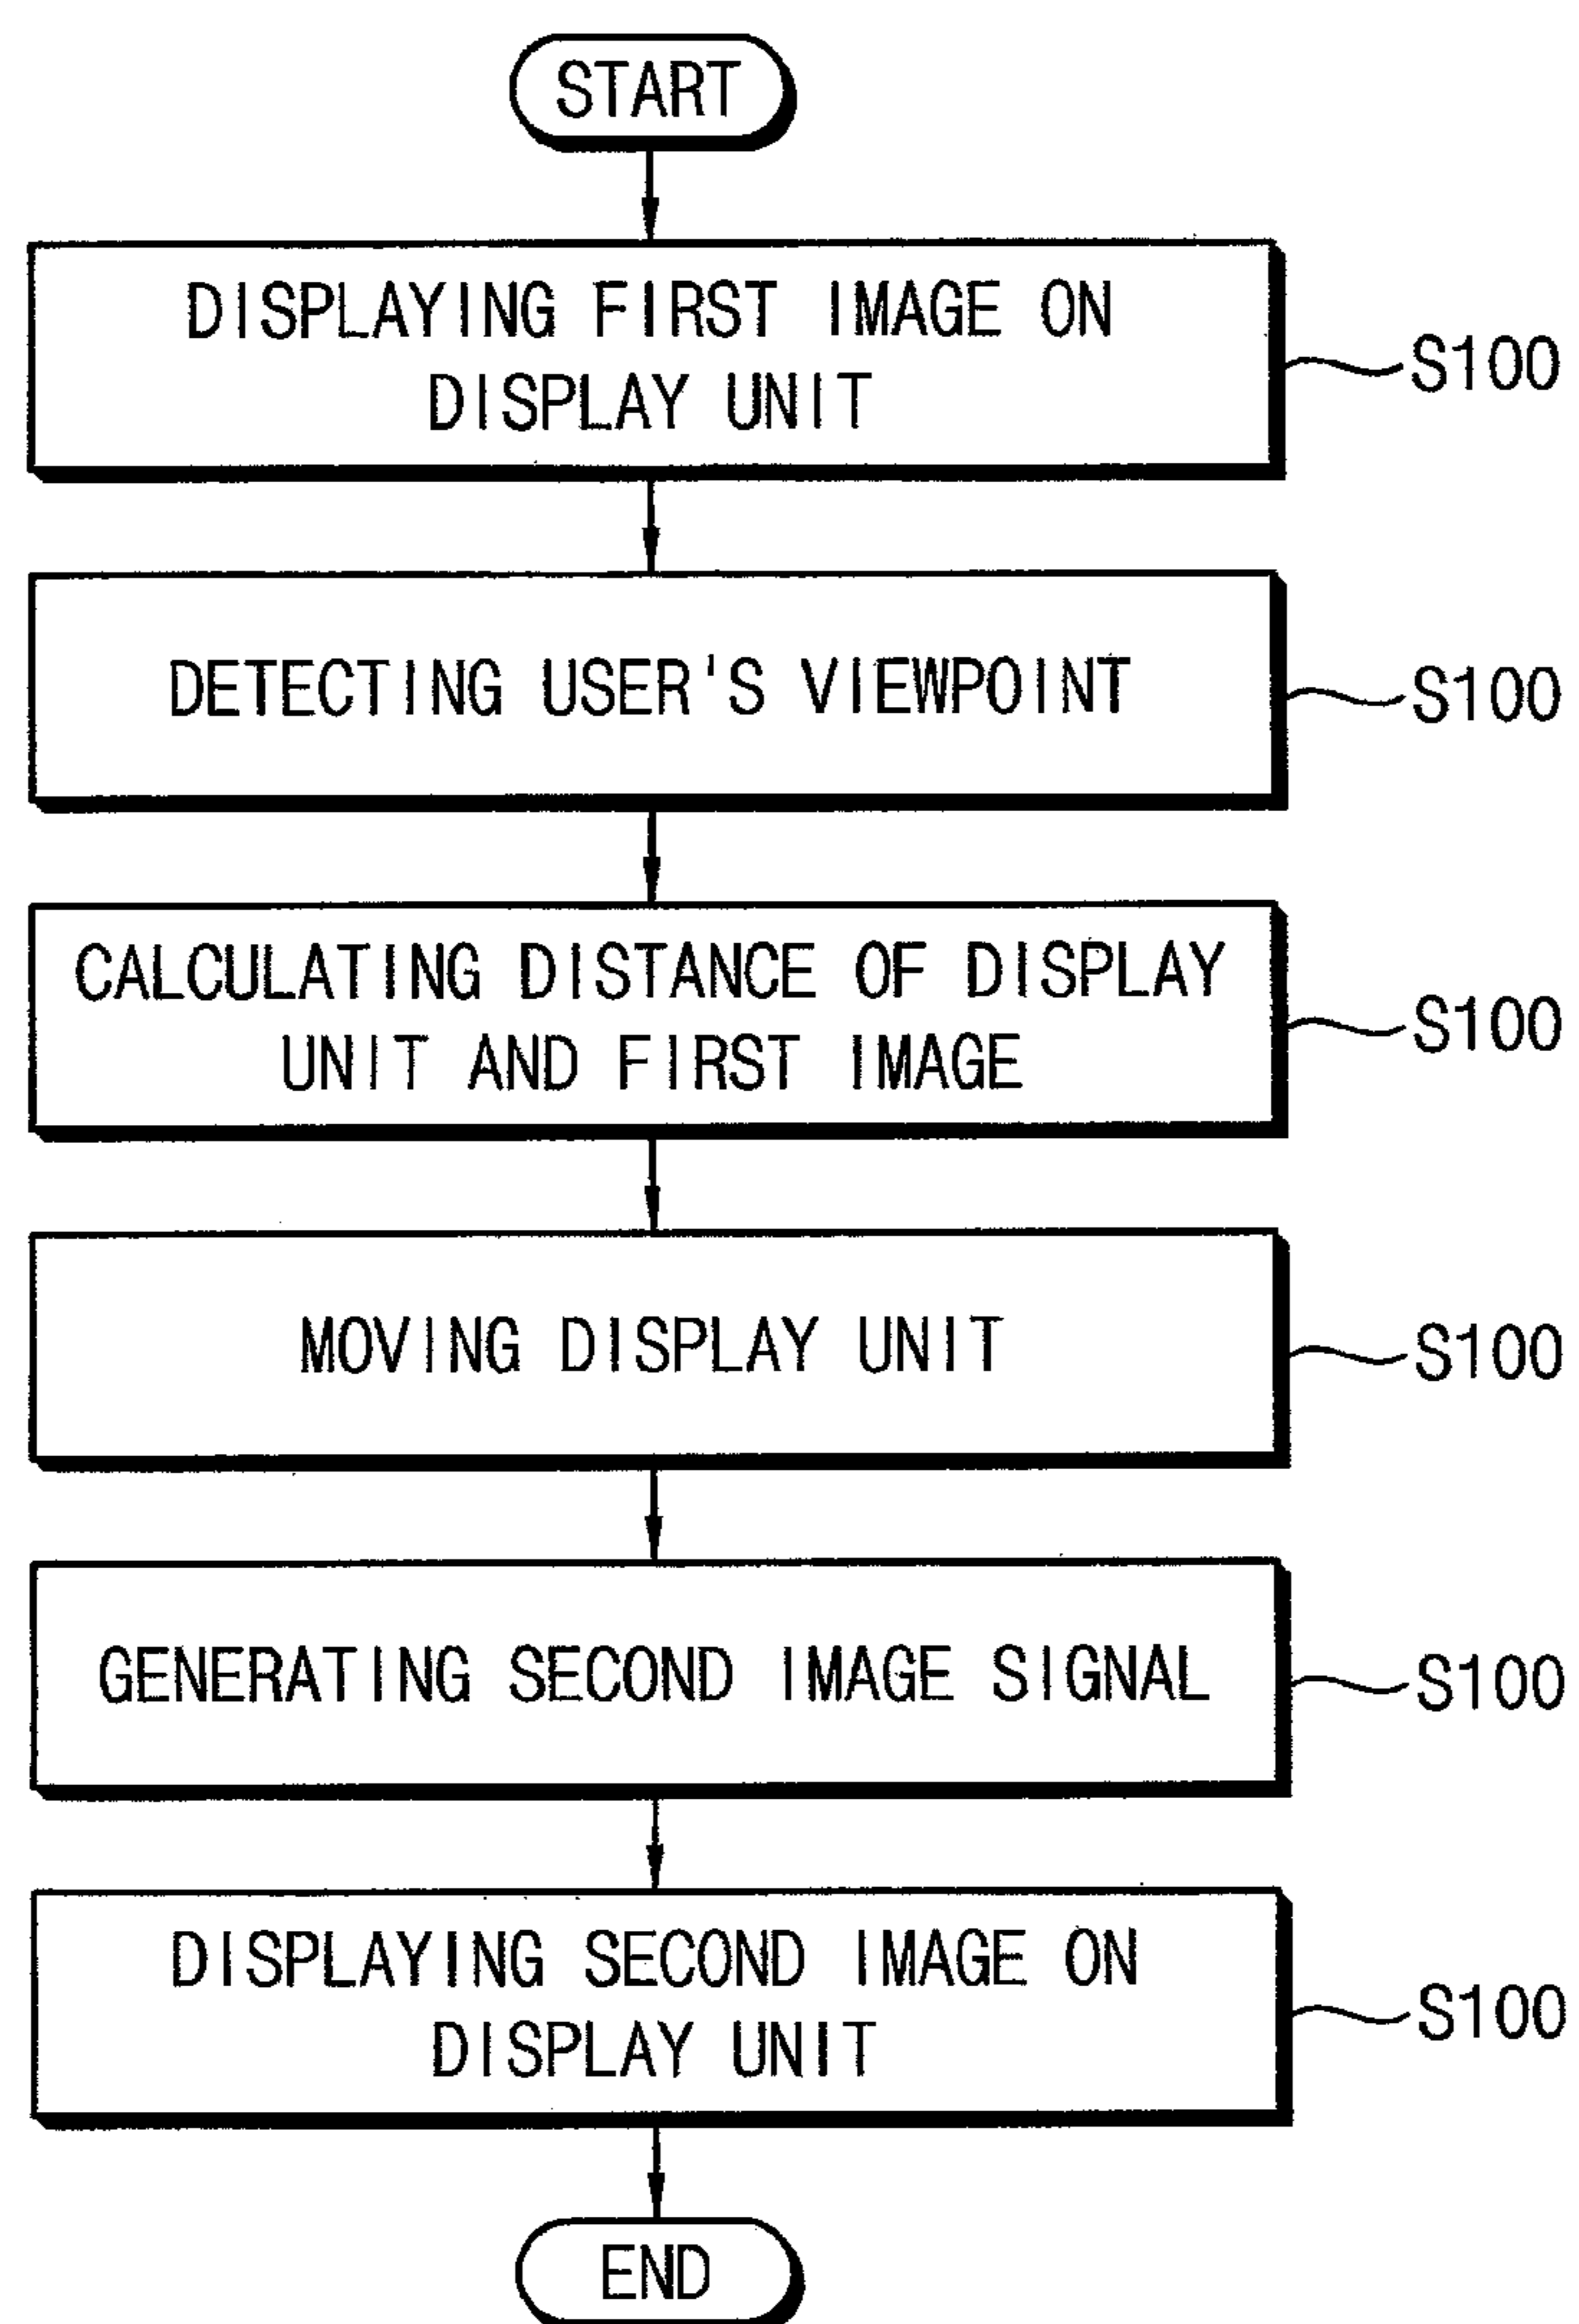 START
DISPLAYING FIRST IMAGE ON
DISPLAY UNIT
S100
DETECTING USER'S VIEWPOINT
S100
CALCULATING DISTANCE OF DISPLAY
UNIT AND FIRST IMAGE
S100
MOVING DISPLAY UNIT
S100
GENERATING SECOND IMAGE SIGNAL
S100
DISPLAYING SECOND IMAGE ON
DISPLAY UNIT
S100
END